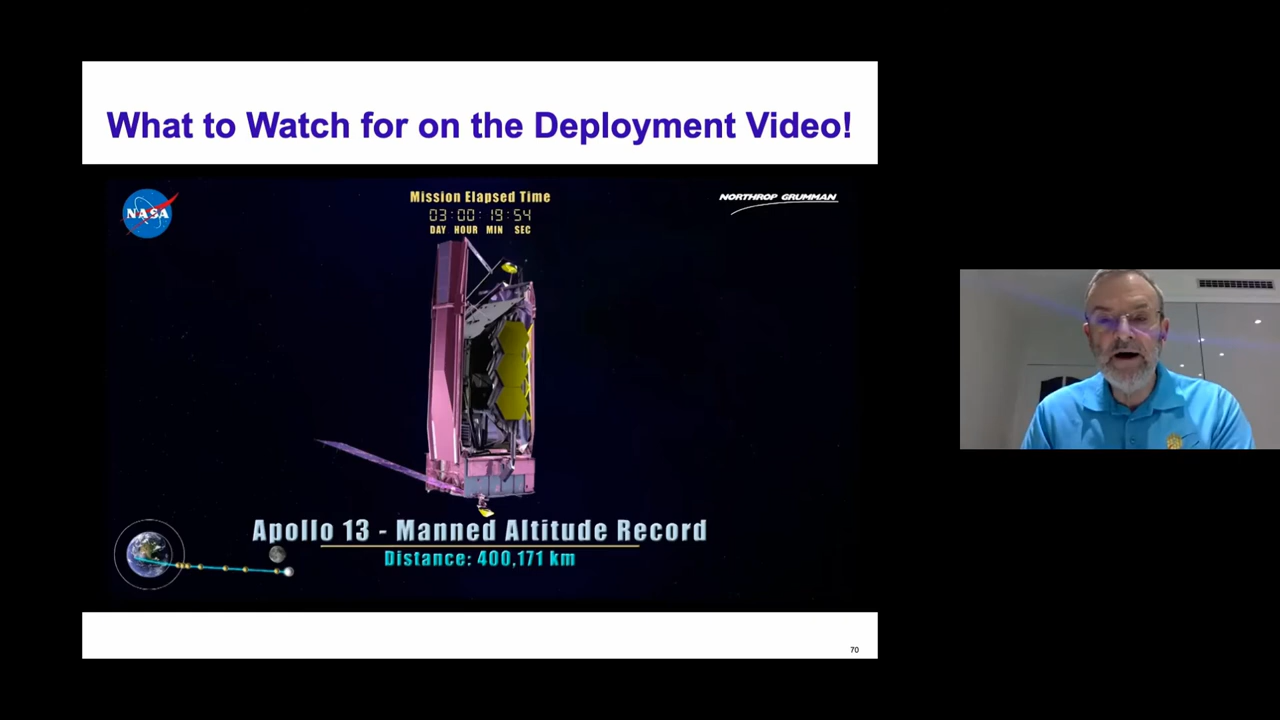 What to Watch for on the Deployment Video!
NASA
Mission Elapsed Time
03:00:19:54
DAY HOUR MIN SEC
NORTHROP GRUMMAN
Apollo 13 - Manned Altitude Record
Distance: 400,171 km
70